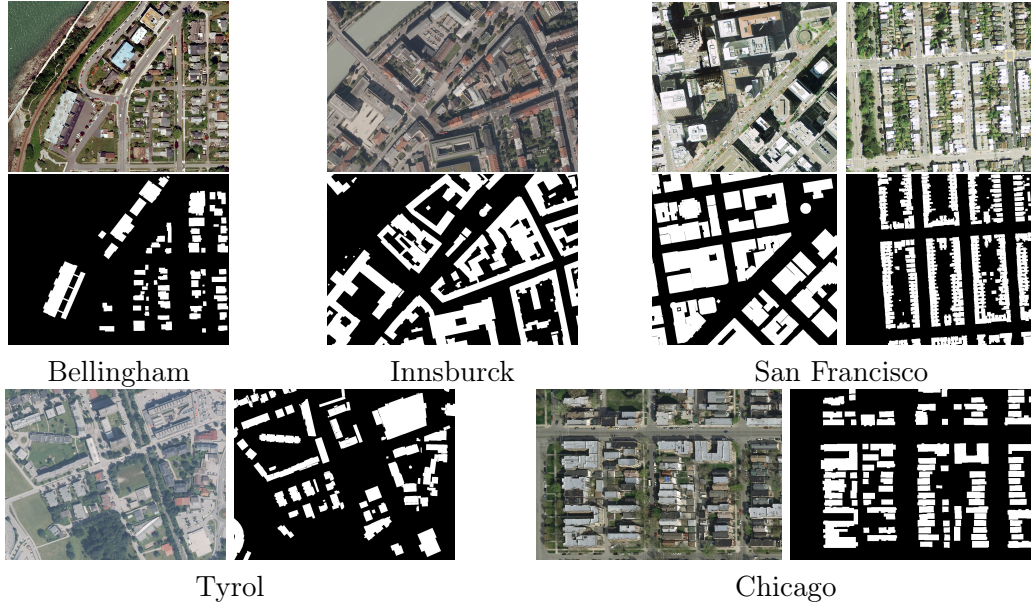 Bellingham
Innsburck
San Francisco
Tyrol
Chicago